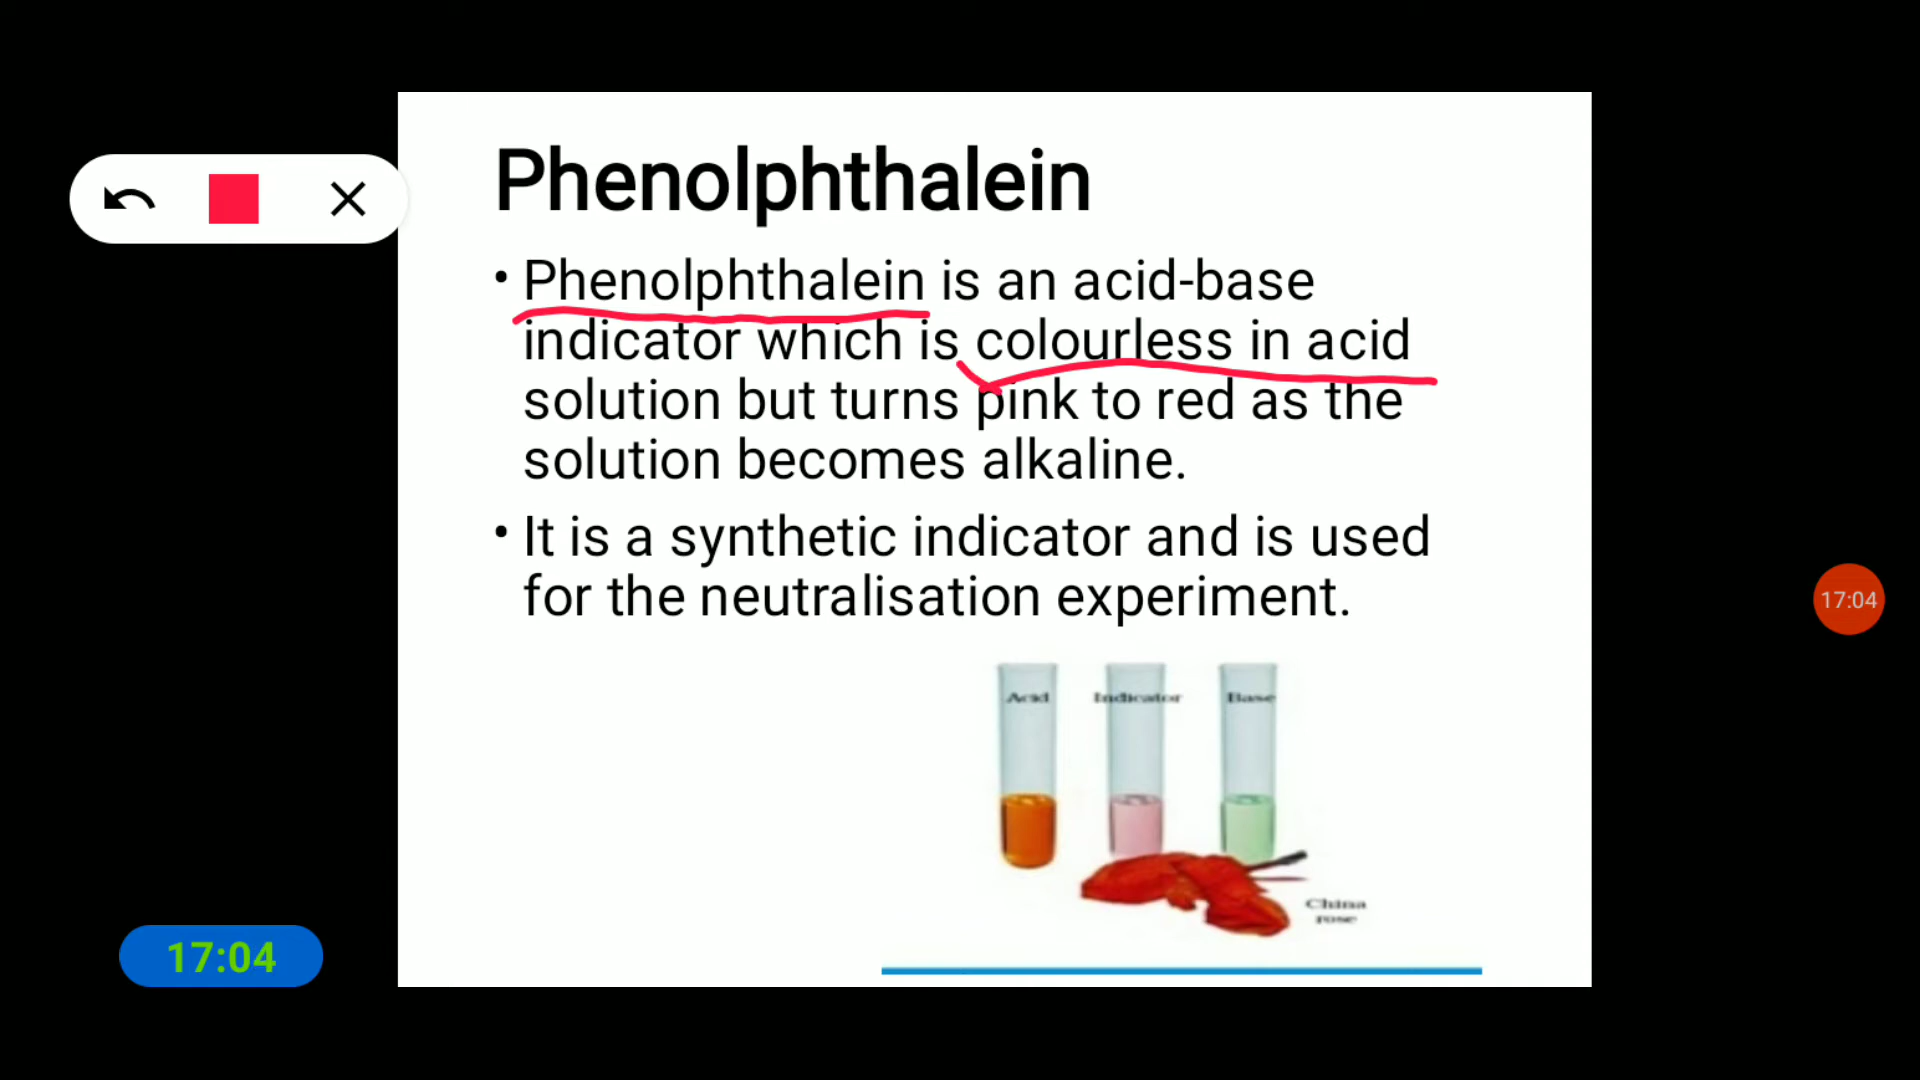 Phenolphthalein
• Phenolphthalein is an acid-base
indicator which is colourless in acid
solution but turns pink to red as the
solution becomes alkaline.
• It is a synthetic indicator and is used
for the neutralisation experiment.
Acid Indicator Base
China
rose
17:04
17:04